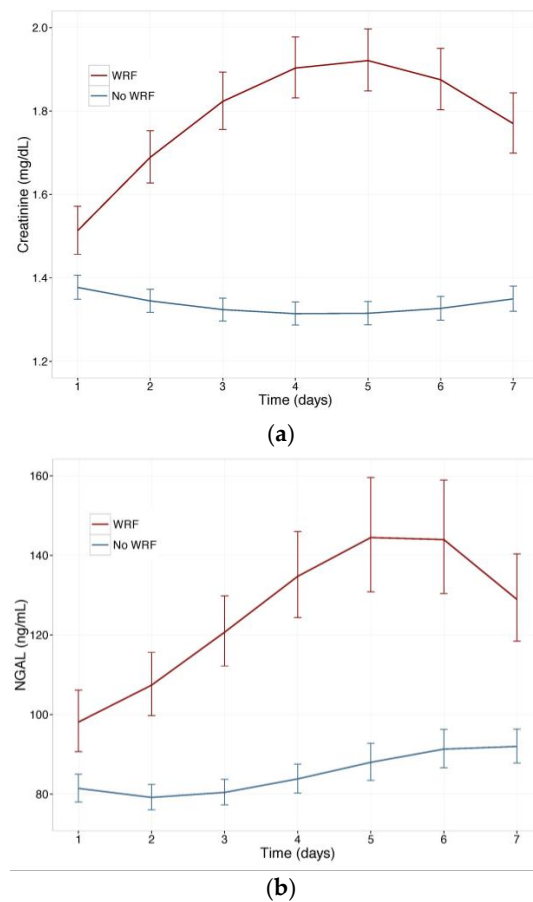 2.0
WRF
No WRF
1.8
1.6
1.4
1.2
Creatinine (mg/dL)
1 2 3 4 5 6 7
Time (days)
(a)
160
WRF
No WRF
140
120
100
80
NGAL (ng/mL)
1 2 3 4 5 6 7
Time (days)
(b)